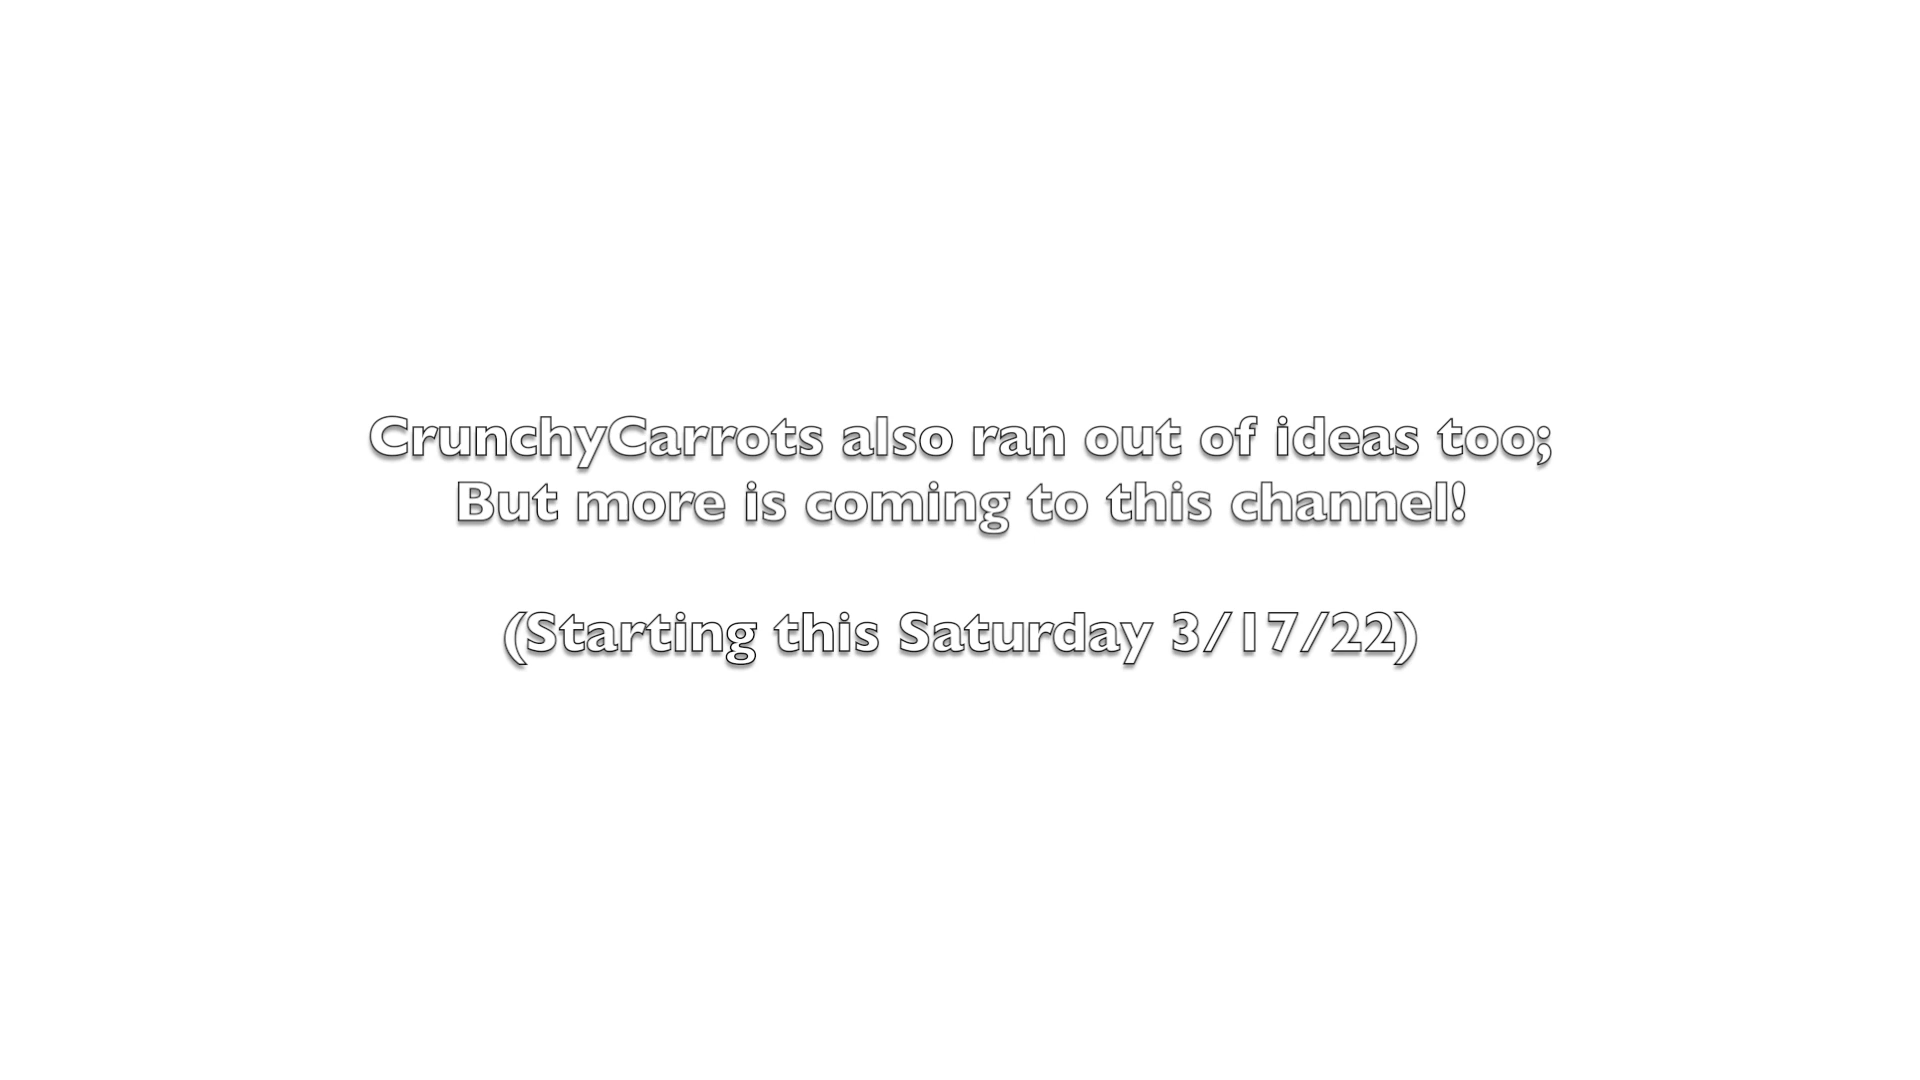 CrunchyCarrots also ran out of ideas too;
But more is coming to this channel!
(Starting this Saturday 3/17/22)